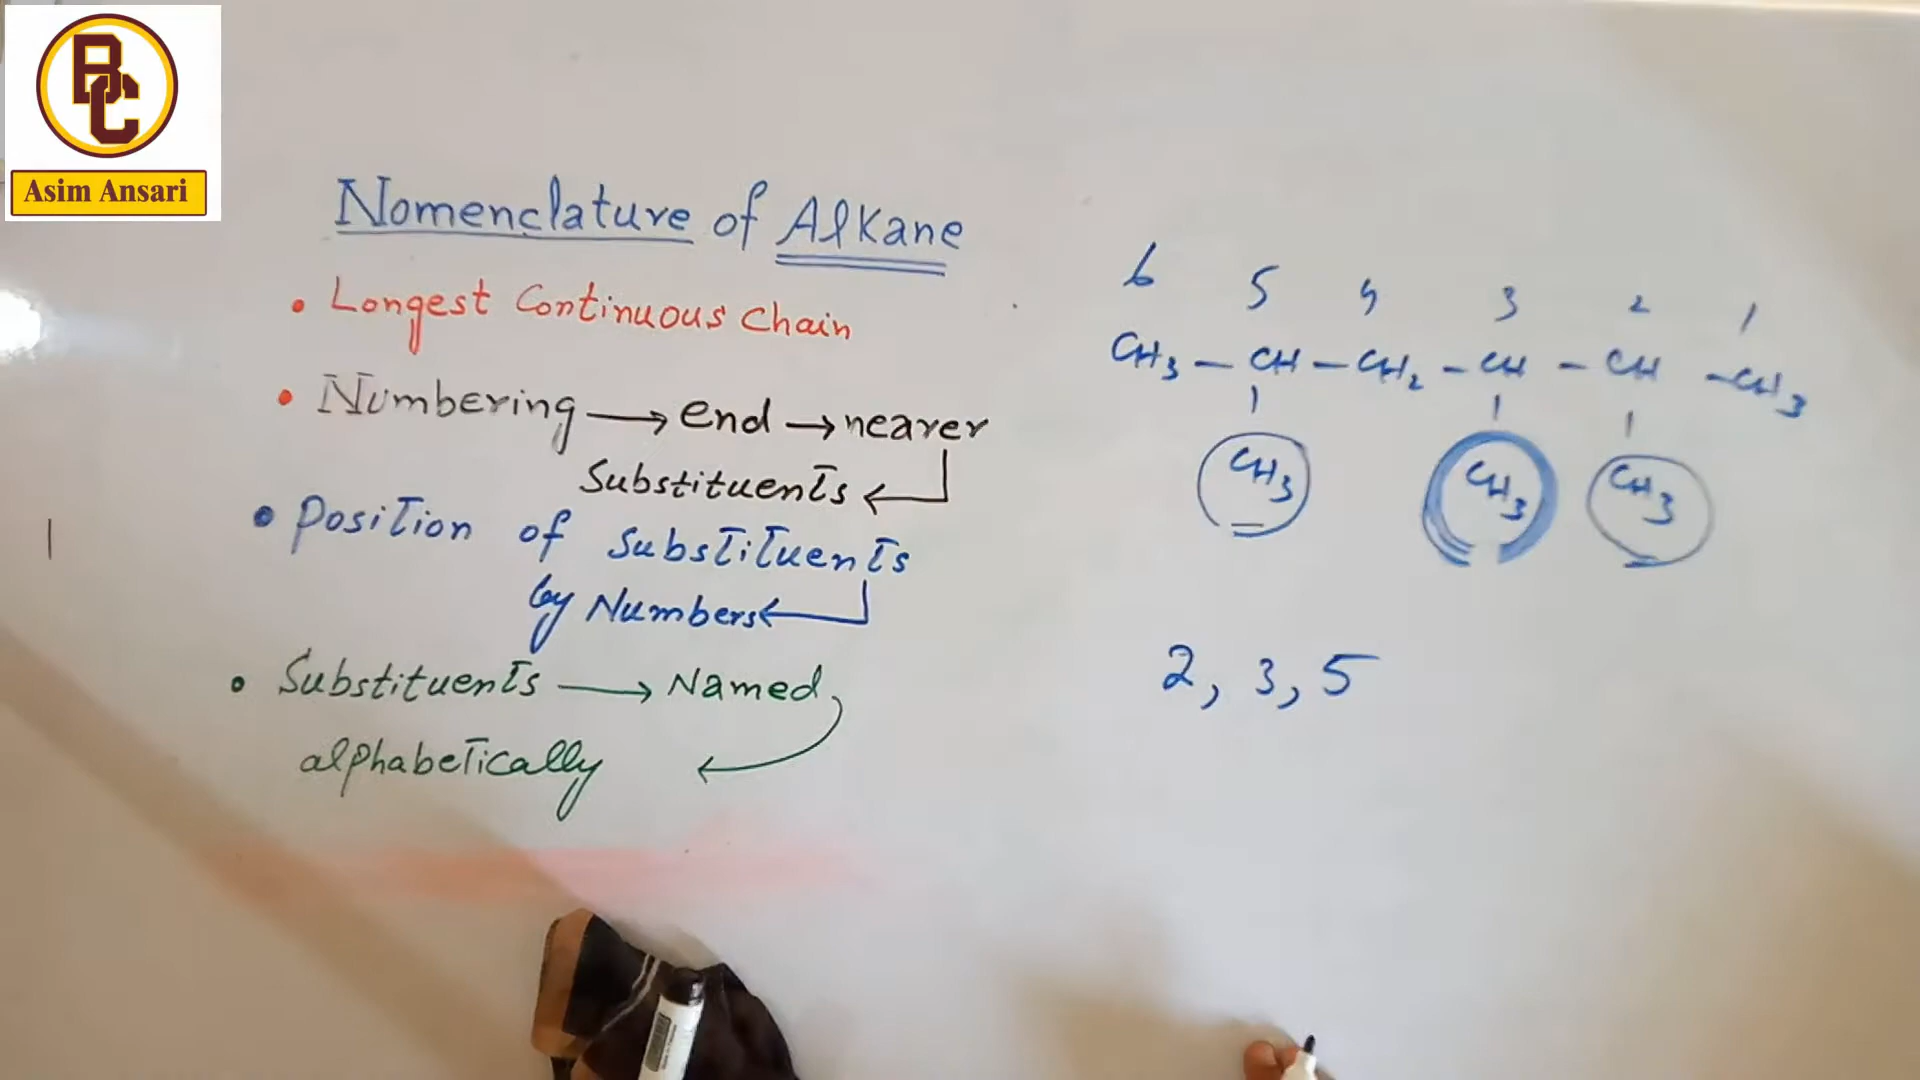 BC
Asim Ansari
Nomenclature of Alkane
• Longest Continuous Chain
• Numbering → end → nearer
Substituents ←
• Position of Substituents
by Numbers ←
• Substituents → Named,
alphabetically ←
6 5 4 3 2 1
CH3 - CH - CH2 - CH - CH - CH3
CH3 CH3 CH3
2, 3, 5